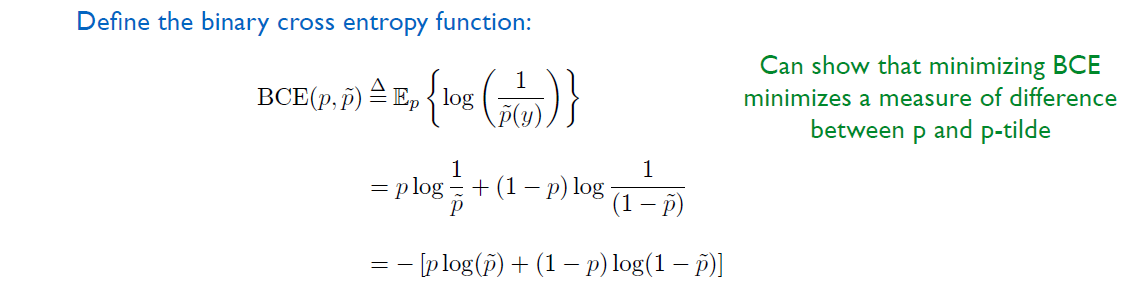 Define the binary cross entropy function:
Can show that minimizing BCE
minimizes a measure of difference
between p and p-tilde
BCE(p, p̃) ≜ 𝔼ₚ { log ( 1 / p̃(y) ) }
= p log 1/p̃ + (1 − p) log 1/(1 − p̃)
= − [p log(p̃) + (1 − p) log(1 − p̃)]